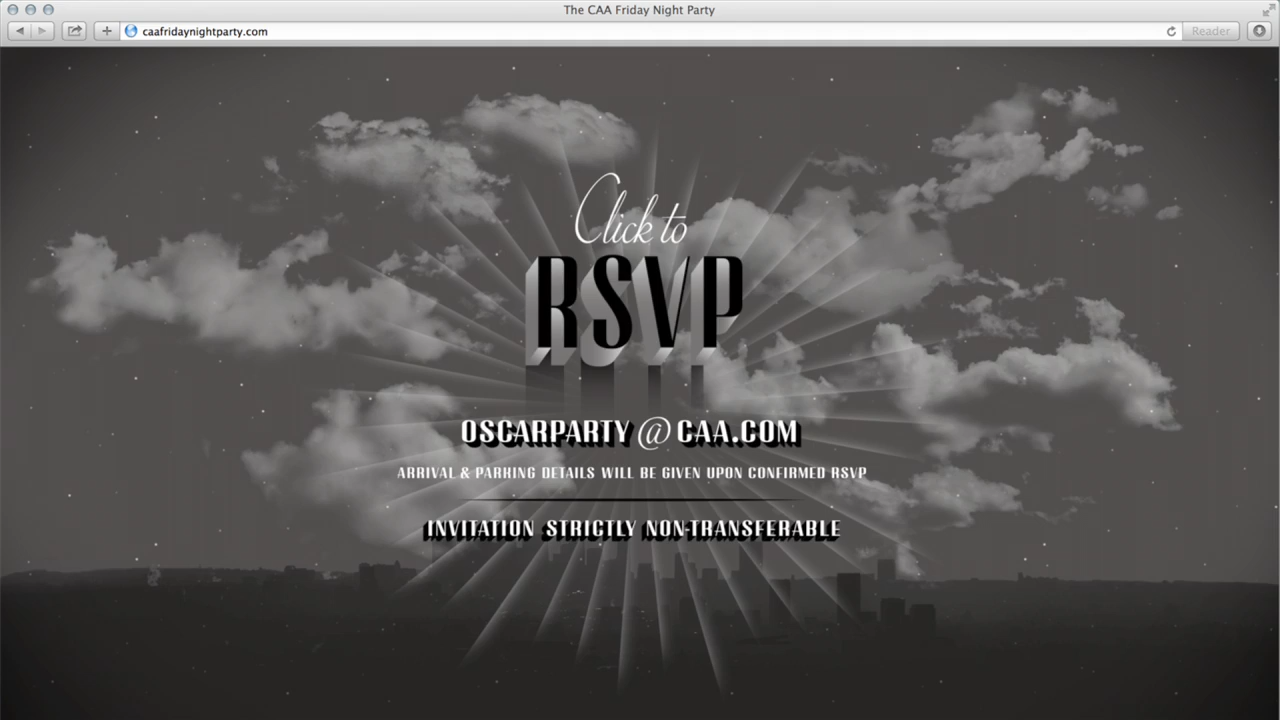 The CAA Friday Night Party
caafridaynightparty.com
Reader
Click to
RSVP
OSCARPARTY @ CAA.COM
ARRIVAL & PARKING DETAILS WILL BE GIVEN UPON CONFIRMED RSVP
INVITATION STRICTLY NON-TRANSFERABLE